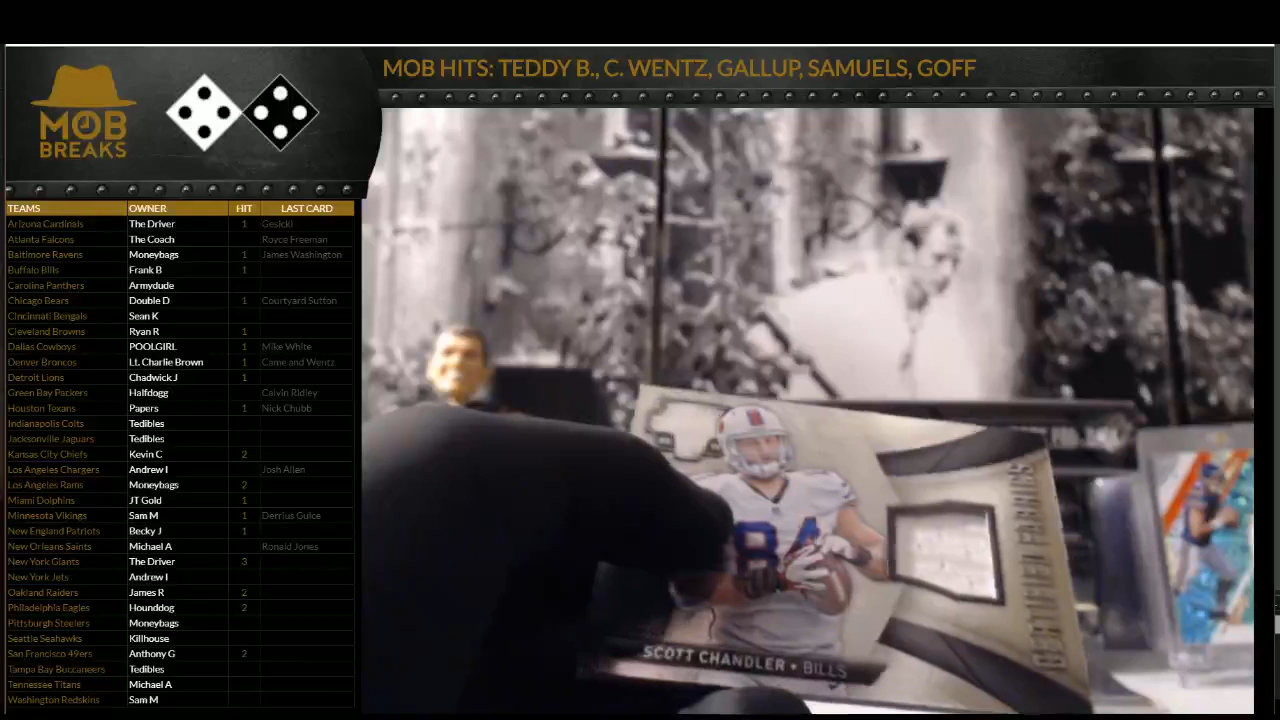 MOB HITS: TEDDY B., C. WENTZ, GALLUP, SAMUELS, GOFF
MOB
BREAKS
TEAMS OWNER HIT LAST CARD
Arizona Cardinals The Driver 1 Gesicki
Atlanta Falcons The Coach Royce Freeman
Baltimore Ravens Moneybags 1 James Washington
Buffalo Bills Frank B 1
Carolina Panthers Armydude
Chicago Bears Double D 1 Courtyard Sutton
Cincinnati Bengals Sean K
Cleveland Browns Ryan R 1
Dallas Cowboys POOLGIRL 1 Mike White
Denver Broncos Lt. Charlie Brown 1 Came and Wentz
Detroit Lions Chadwick J 1
Green Bay Packers Halfdogg Calvin Ridley
Houston Texans Papers 1 Nick Chubb
Indianapolis Colts Tedibles
Jacksonville Jaguars Tedibles
Kansas City Chiefs Kevin C 2
Los Angeles Chargers Andrew I Josh Allen
Los Angeles Rams Moneybags 2
Miami Dolphins JT Gold 1
Minnesota Vikings Sam M 1 Derrius Guice
New England Patriots Becky J 1
New Orleans Saints Michael A Ronald Jones
New York Giants The Driver 3
New York Jets Andrew I
Oakland Raiders James R 2
Philadelphia Eagles Hounddog 2
Pittsburgh Steelers Moneybags
Seattle Seahawks Killhouse
San Francisco 49ers Anthony G 2
Tampa Bay Buccaneers Tedibles
Tennessee Titans Michael A
Washington Redskins Sam M
84
CERTIFIED FABRICS
SCOTT CHANDLER • BILLS